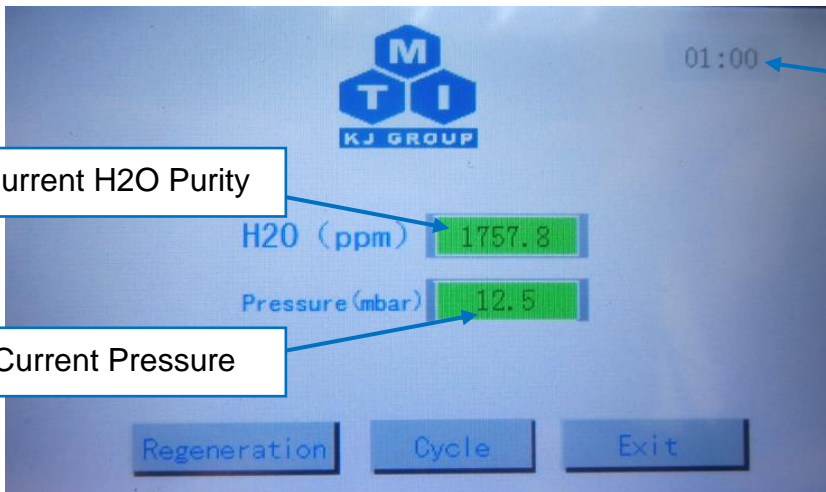 M
T I
KJ GROUP
01:00
urrent H2O Purity
H2O (ppm) 1757.8
Pressure(mbar) 12.5
Current Pressure
Regeneration Cycle Exit